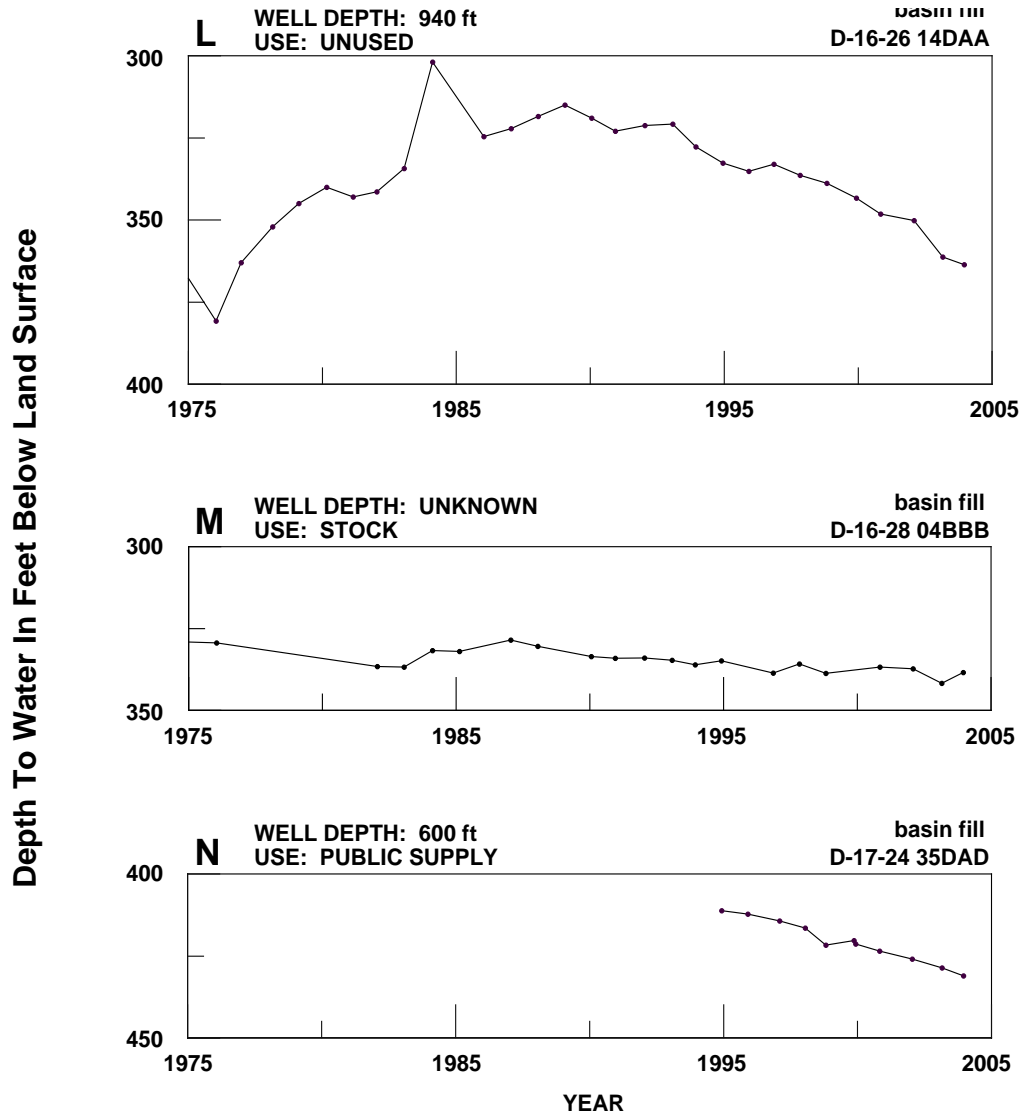 basin fill
L WELL DEPTH: 940 ft
USE: UNUSED D-16-26 14DAA
300
350
400
1975 1985 1995 2005
Depth To Water In Feet Below Land Surface
M WELL DEPTH: UNKNOWN basin fill
USE: STOCK D-16-28 04BBB
300
350
1975 1985 1995 2005
N WELL DEPTH: 600 ft basin fill
USE: PUBLIC SUPPLY D-17-24 35DAD
400
450
1975 1985 1995 2005
YEAR